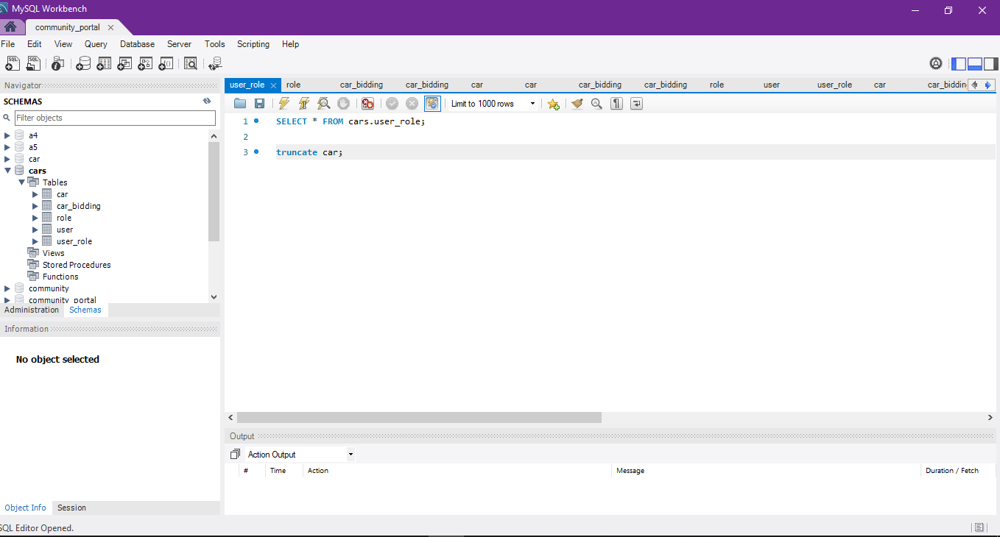 MySQL Workbench
community_portal
File Edit View Query Database Server Tools Scripting Help
Navigator
SCHEMAS
Filter objects
a4
a5
car
cars
Tables
car
car_bidding
role
user
user_role
Views
Stored Procedures
Functions
community
community_portal
Administration Schemas
Information
No object selected
Object Info Session
user_role role car_bidding car_bidding car car car_bidding car_bidding role user user_role car car_biddin
Limit to 1000 rows
1 SELECT * FROM cars.user_role;
2
3 truncate car;
Output
Action Output
# Time Action Message Duration / Fetch
SQL Editor Opened.